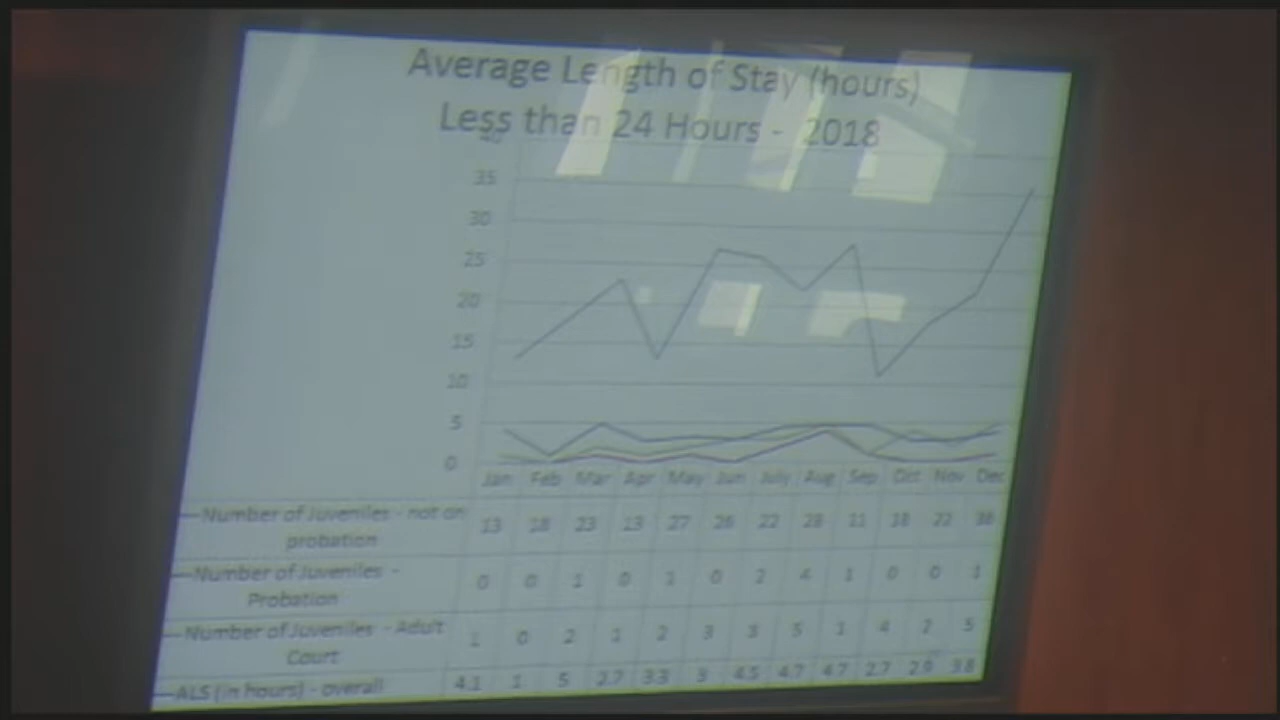 Average Length of Stay (hours)
Less than 24 Hours - 2018
40
35
30
25
20
15
10
5
0
Jan Feb Mar Apr May Jun July Aug Sep Oct Nov Dec
Number of Juveniles - not on probation 13 18 23 13 27 26 22 28 11 18 22
Number of Juveniles - Probation 0 0 1 0 1 0 2 4 1 0 0 1
Number of Juveniles - Adult Court 1 0 2 1 2 3 3 5 1 4 2 5
ALS (in hours) - overall 4.1 1 5 2.7 3.3 3 4.5 4.7 4.7 2.7 3.8